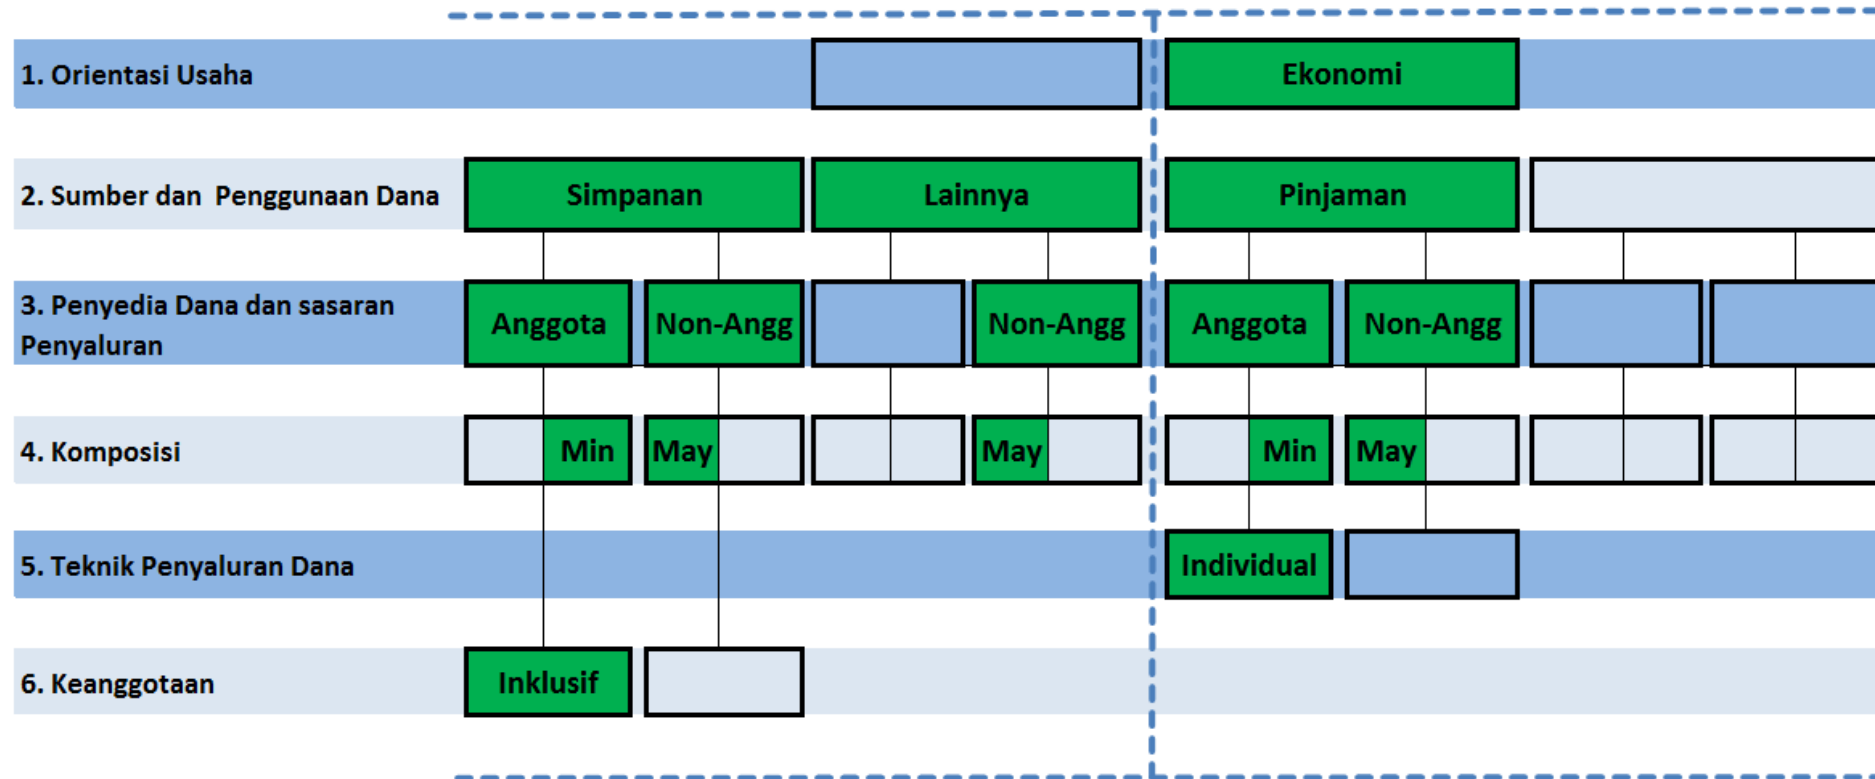 1. Orientasi Usaha
Ekonomi
2. Sumber dan Penggunaan Dana
Simpanan
Lainnya
Pinjaman
3. Penyedia Dana dan sasaran
Penyaluran
Anggota
Non-Angg
Non-Angg
Anggota
Non-Angg
4. Komposisi
Min
May
May
Min
May
5. Teknik Penyaluran Dana
Individual
6. Keanggotaan
Inklusif